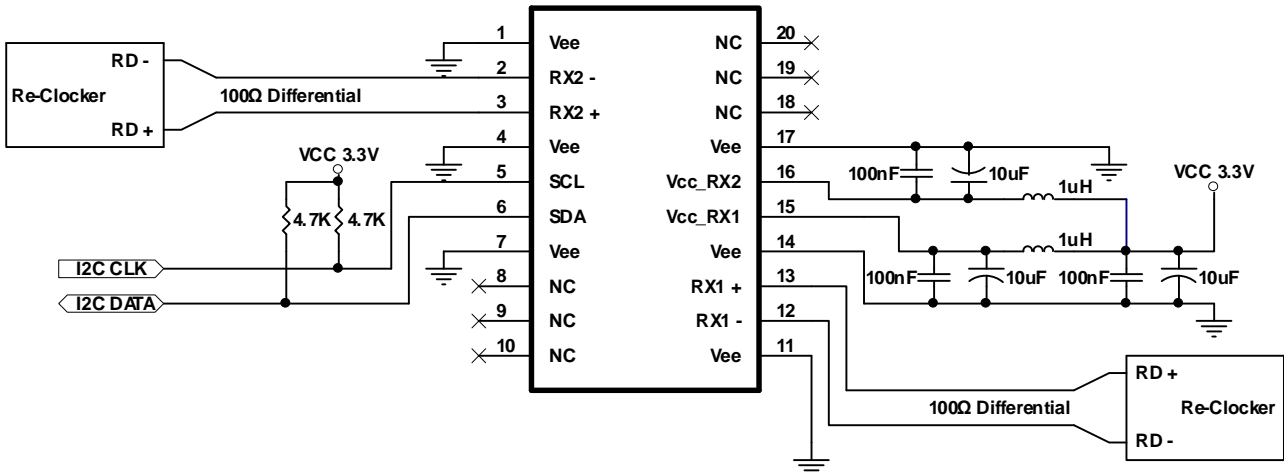 1 Vee NC 20
RD - 2 RX2 - NC 19
Re-Clocker 100Ω Differential
RD + 3 RX2 + NC 18
VCC 3.3V 4 Vee Vee 17
100nF 10uF VCC 3.3V
5 SCL Vcc_RX2 16 1uH
4.7K 4.7K 6 SDA Vcc_RX1 15 1uH
7 Vee Vee 14
I2C CLK 100nF 10uF 100nF 10uF
8 NC RX1 + 13
I2C DATA
9 NC RX1 - 12
10 NC Vee 11
RD +
100Ω Differential Re-Clocker
RD -